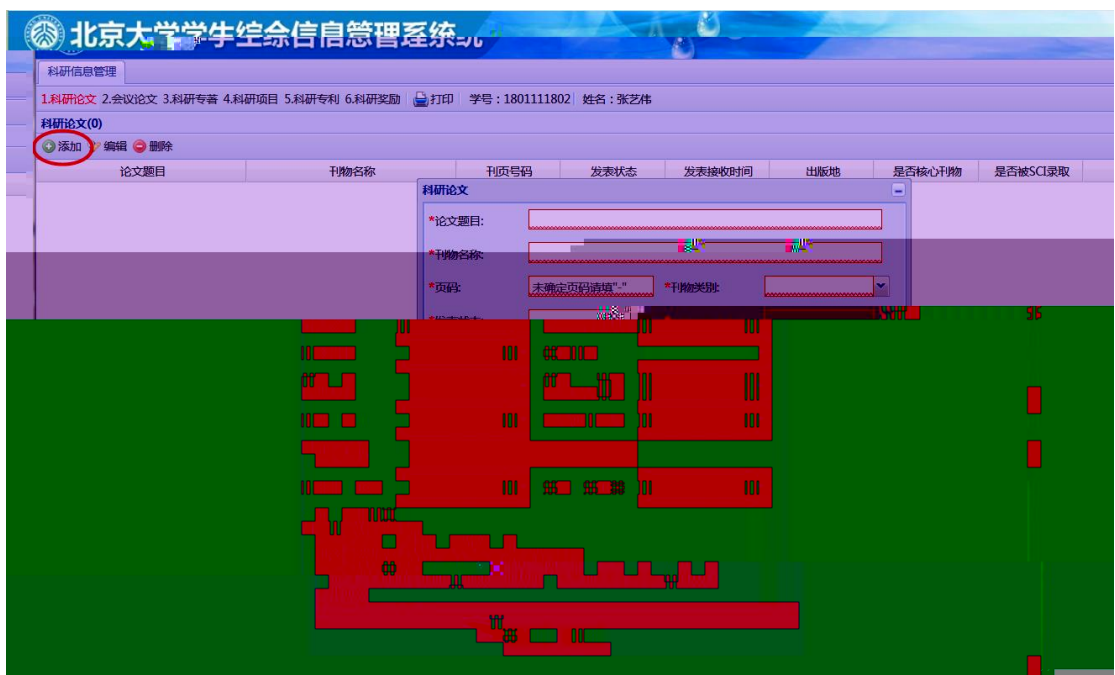 北京大学学生综合信息管理系统
科研信息管理
1.科研论文 2.会议论文 3.科研专著 4.科研项目 5.科研专利 6.科研奖励 打印 学号：1801111802 姓名：张艺伟
科研论文(0)
添加 编辑 删除
论文题目 刊物名称 刊页号码 发表状态 发表接收时间 出版地 是否核心刊物 是否被SCI录取
科研论文
*论文题目:
*刊物名称:
*页码: 未确定页码请填"-" *刊物类别: